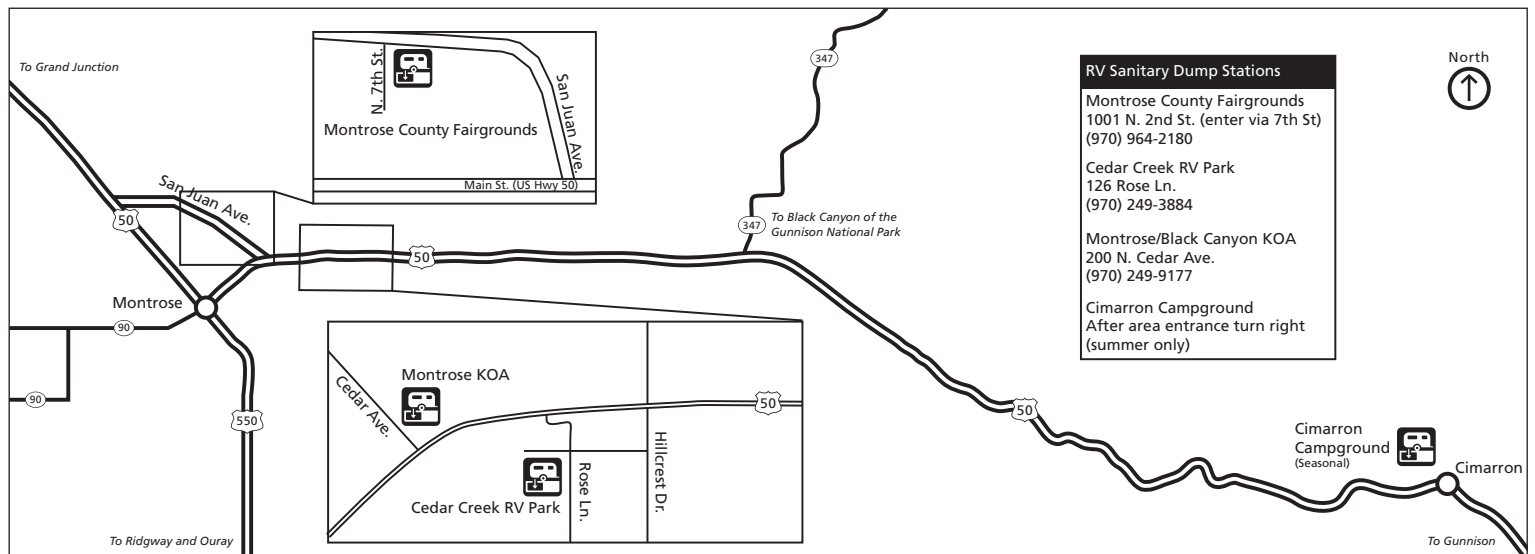 To Grand Junction
San Juan Ave.
50
Montrose
90
90
550
To Ridgway and Ouray
N. 7th St.
San Juan Ave.
Montrose County Fairgrounds
Main St. (US Hwy 50)
50
347
347
To Black Canyon of the
Gunnison National Park
Cedar Ave.
Montrose KOA
50
Hillcrest Dr.
Rose Ln.
Cedar Creek RV Park
RV Sanitary Dump Stations
Montrose County Fairgrounds
1001 N. 2nd St. (enter via 7th St)
(970) 964-2180
Cedar Creek RV Park
126 Rose Ln.
(970) 249-3884
Montrose/Black Canyon KOA
200 N. Cedar Ave.
(970) 249-9177
Cimarron Campground
After area entrance turn right
(summer only)
North
50
Cimarron
Campground
(Seasonal)
Cimarron
To Gunnison